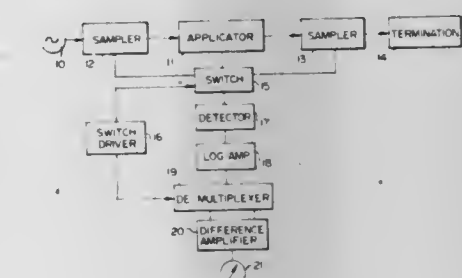 SAMPLER
APPLICATOR
SAMPLER
TERMINATION
10
12
11
13
14
SWITCH
15
SWITCH DRIVER
16
DETECTOR
17
LOG AMP
18
19
DE MULTIPLEXER
20
DIFFERENCE AMPLIFIER
21